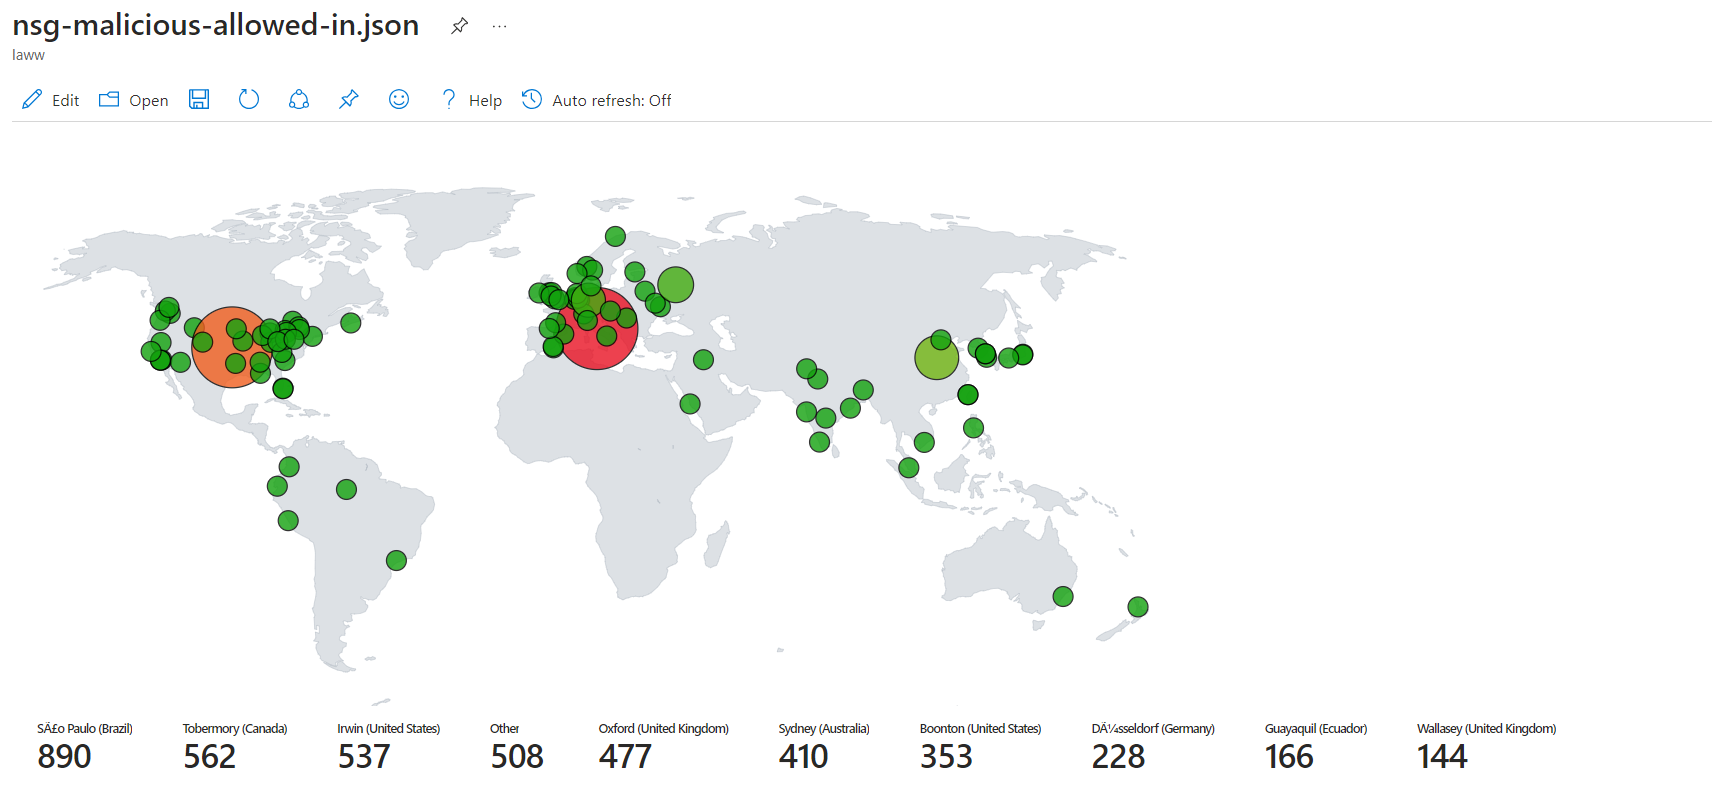 nsg-malicious-allowed-in.json
laww
Edit Open Help Auto refresh: Off
SÃ£o Paulo (Brazil) Tobermory (Canada) Irwin (United States) Other Oxford (United Kingdom) Sydney (Australia) Boonton (United States) DÃ¼sseldorf (Germany) Guayaquil (Ecuador) Wallasey (United Kingdom)
890 562 537 508 477 410 353 228 166 144